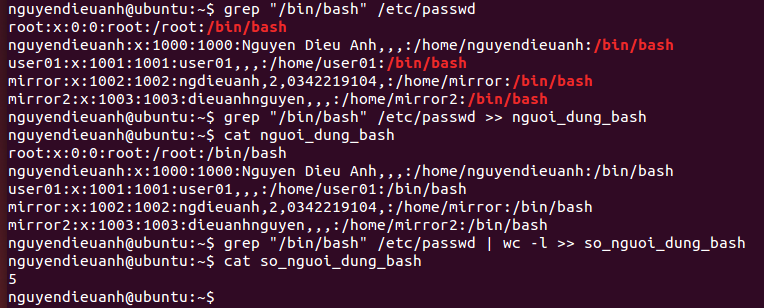 nguyendieuanh@ubuntu:~$ grep "/bin/bash" /etc/passwd
root:x:0:0:root:/root:/bin/bash
nguyendieuanh:x:1000:1000:Nguyen Dieu Anh,,,:/home/nguyendieuanh:/bin/bash
user01:x:1001:1001:user01,,,:/home/user01:/bin/bash
mirror:x:1002:1002:ngdieuanh,2,0342219104,:/home/mirror:/bin/bash
mirror2:x:1003:1003:dieuanhnguyen,,,:/home/mirror2:/bin/bash
nguyendieuanh@ubuntu:~$ grep "/bin/bash" /etc/passwd >> nguoi_dung_bash
nguyendieuanh@ubuntu:~$ cat nguoi_dung_bash
root:x:0:0:root:/root:/bin/bash
nguyendieuanh:x:1000:1000:Nguyen Dieu Anh,,,:/home/nguyendieuanh:/bin/bash
user01:x:1001:1001:user01,,,:/home/user01:/bin/bash
mirror:x:1002:1002:ngdieuanh,2,0342219104,:/home/mirror:/bin/bash
mirror2:x:1003:1003:dieuanhnguyen,,,:/home/mirror2:/bin/bash
nguyendieuanh@ubuntu:~$ grep "/bin/bash" /etc/passwd | wc -l >> so_nguoi_dung_bash
nguyendieuanh@ubuntu:~$ cat so_nguoi_dung_bash
5
nguyendieuanh@ubuntu:~$